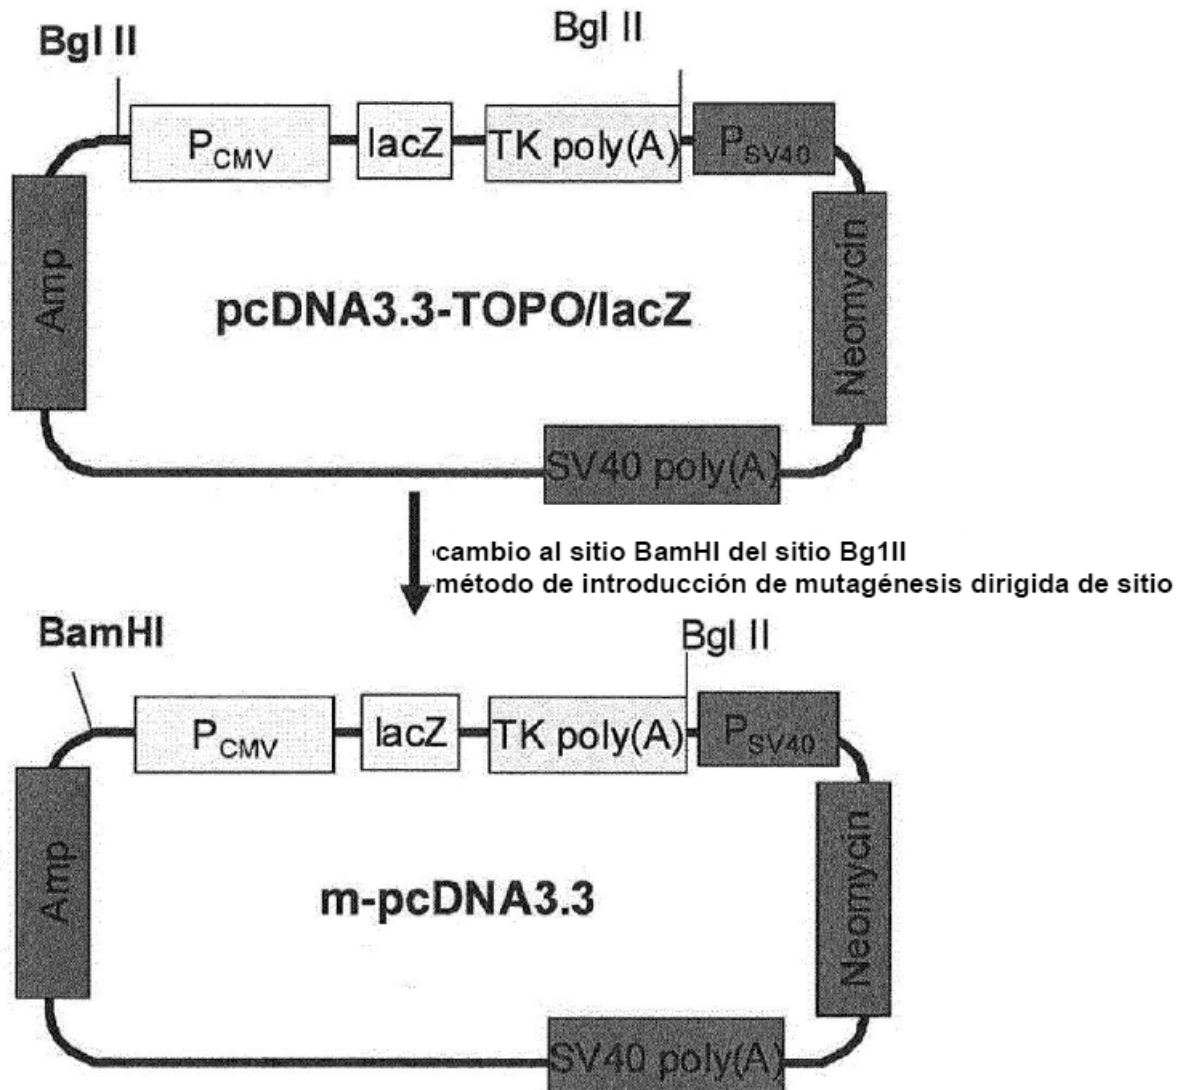 Bgl II
Bgl II
PCMV
lacZ
TK poly(A)
PSV40
Amp
Neomycin
pcDNA3.3-TOPO/lacZ
SV40 poly(A)
cambio al sitio BamHI del sitio Bg1II
método de introducción de mutagénesis dirigida de sitio
BamHI
Bgl II
PCMV
lacZ
TK poly(A)
PSV40
Amp
Neomycin
m-pcDNA3.3
SV40 poly(A)